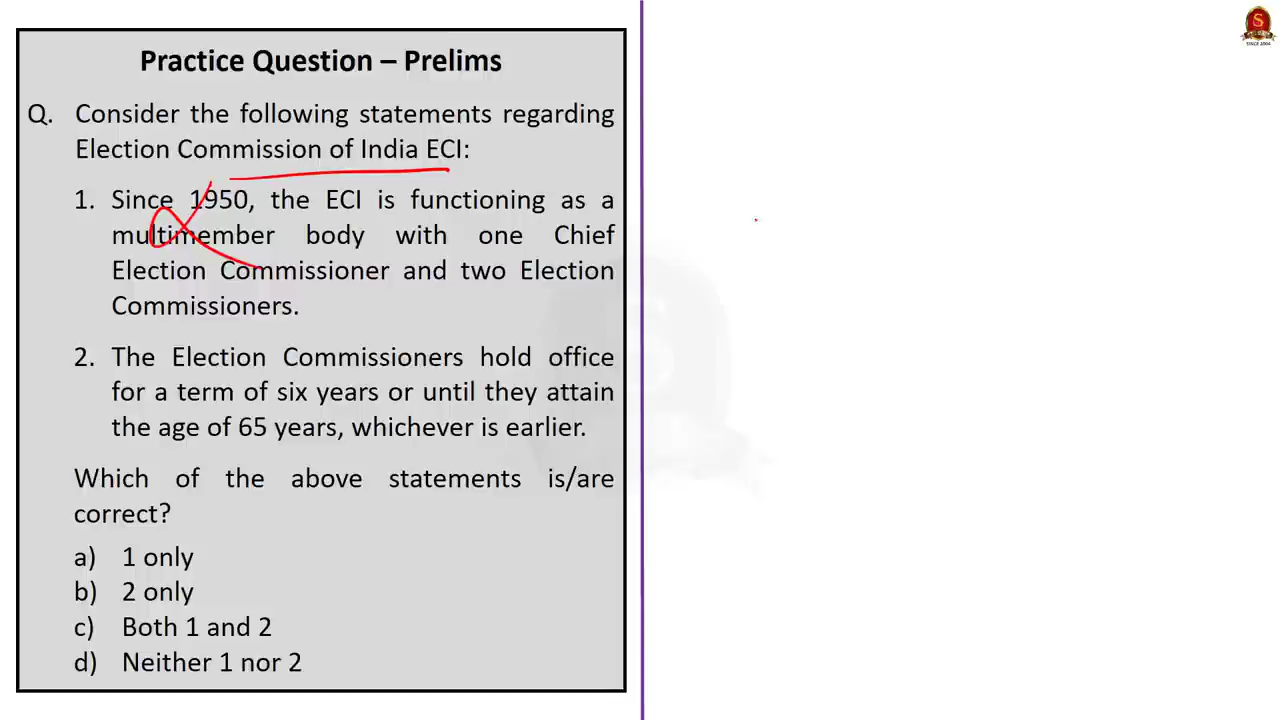 Practice Question – Prelims
Q. Consider the following statements regarding
Election Commission of India ECI:
1. Since 1950, the ECI is functioning as a
multimember body with one Chief
Election Commissioner and two Election
Commissioners.
2. The Election Commissioners hold office
for a term of six years or until they attain
the age of 65 years, whichever is earlier.
Which of the above statements is/are
correct?
a) 1 only
b) 2 only
c) Both 1 and 2
d) Neither 1 nor 2
S
SINCE 2004